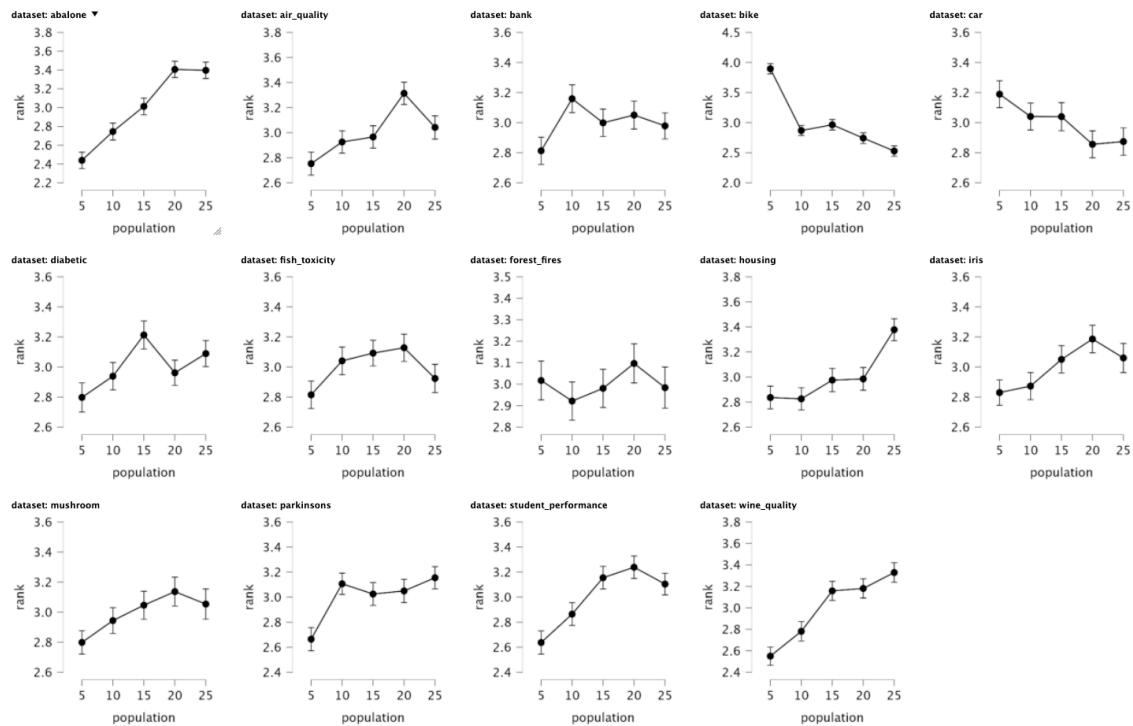 dataset: abalone ▼
3.8
3.6
3.4
3.2
3.0
2.8
2.6
2.4
2.2
rank
5 10 15 20 25
population
dataset: air_quality
3.8
3.6
3.4
3.2
3.0
2.8
2.6
rank
5 10 15 20 25
population
dataset: bank
3.6
3.4
3.2
3.0
2.8
2.6
rank
5 10 15 20 25
population
dataset: bike
4.5
4.0
3.5
3.0
2.5
2.0
rank
5 10 15 20 25
population
dataset: car
3.6
3.4
3.2
3.0
2.8
2.6
rank
5 10 15 20 25
population
dataset: diabetic
3.6
3.4
3.2
3.0
2.8
2.6
rank
5 10 15 20 25
population
dataset: fish_toxicity
3.6
3.4
3.2
3.0
2.8
2.6
rank
5 10 15 20 25
population
dataset: forest_fires
3.5
3.4
3.3
3.2
3.1
3.0
2.9
2.8
rank
5 10 15 20 25
population
dataset: housing
3.8
3.6
3.4
3.2
3.0
2.8
2.6
rank
5 10 15 20 25
population
dataset: iris
3.6
3.4
3.2
3.0
2.8
2.6
rank
5 10 15 20 25
population
dataset: mushroom
3.6
3.4
3.2
3.0
2.8
2.6
rank
5 10 15 20 25
population
dataset: parkinsons
3.6
3.4
3.2
3.0
2.8
2.6
2.4
rank
5 10 15 20 25
population
dataset: student_performance
3.6
3.4
3.2
3.0
2.8
2.6
2.4
rank
5 10 15 20 25
population
dataset: wine_quality
3.8
3.6
3.4
3.2
3.0
2.8
2.6
2.4
rank
5 10 15 20 25
population